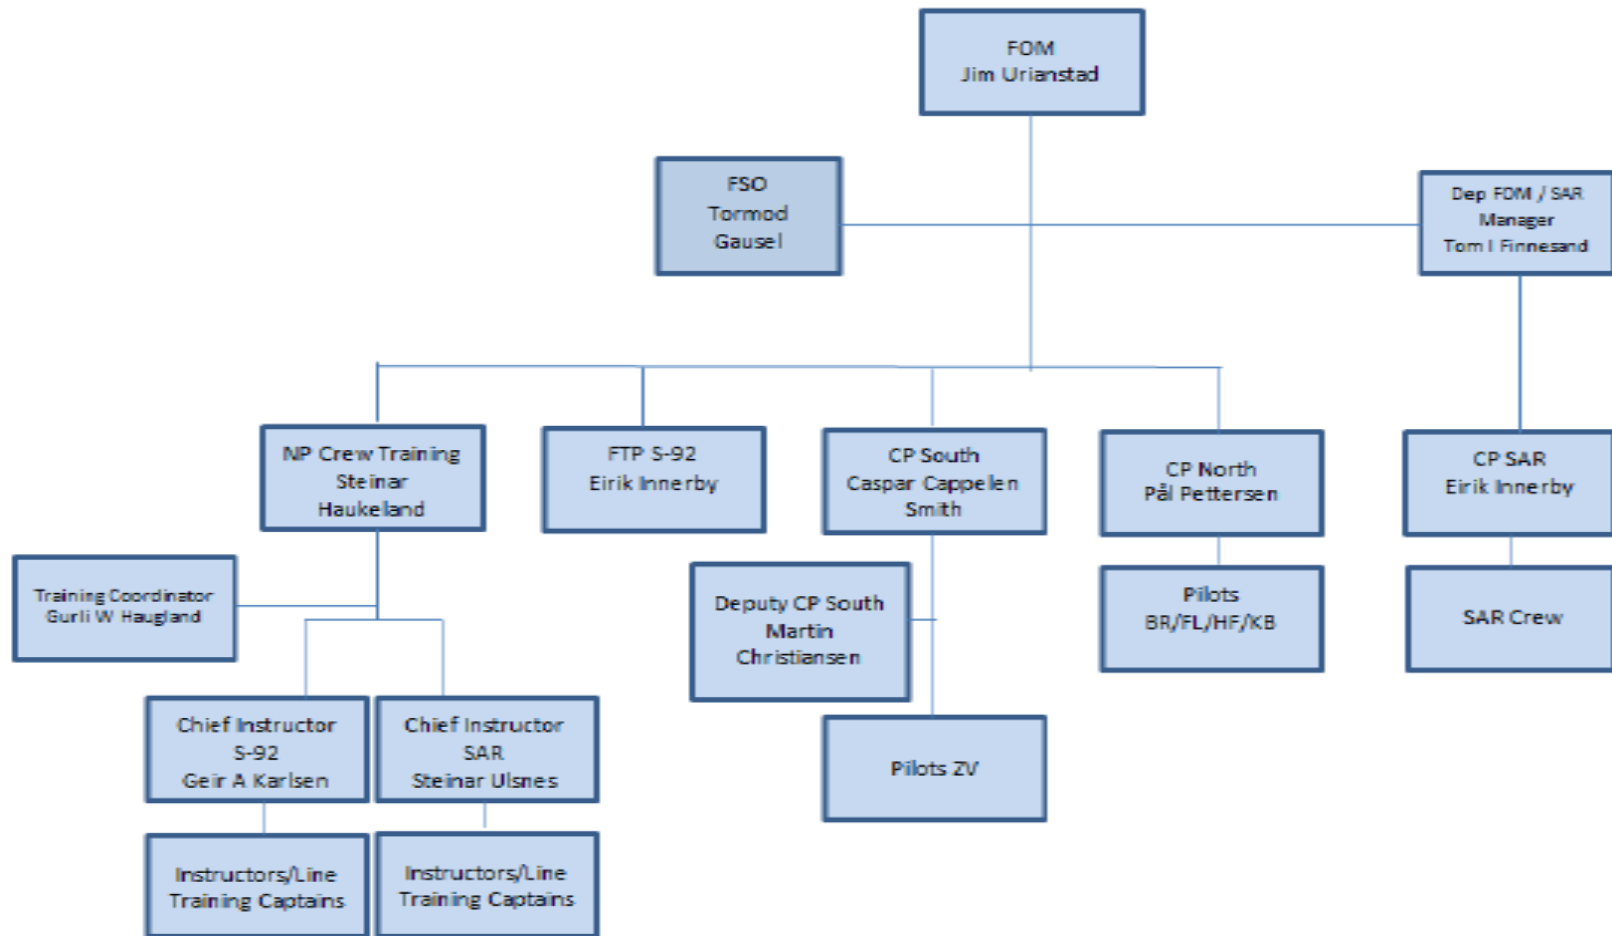 FOM
Jim Urianstad
FSO
Tormod
Gausel
Dep FOM / SAR
Manager
Tom I Finnesand
NP Crew Training
Steinar
Haukeland
FTP S-92
Eirik Innerby
CP South
Caspar Cappelen
Smith
CP North
Pål Pettersen
CP SAR
Eirik Innerby
Training Coordinator
Gurli W Haugland
Deputy CP South
Martin
Christiansen
Pilots
BR/FL/HF/KB
SAR Crew
Chief Instructor
S-92
Geir A Karlsen
Chief Instructor
SAR
Steinar Ulsnes
Pilots ZV
Instructors/Line
Training Captains
Instructors/Line
Training Captains